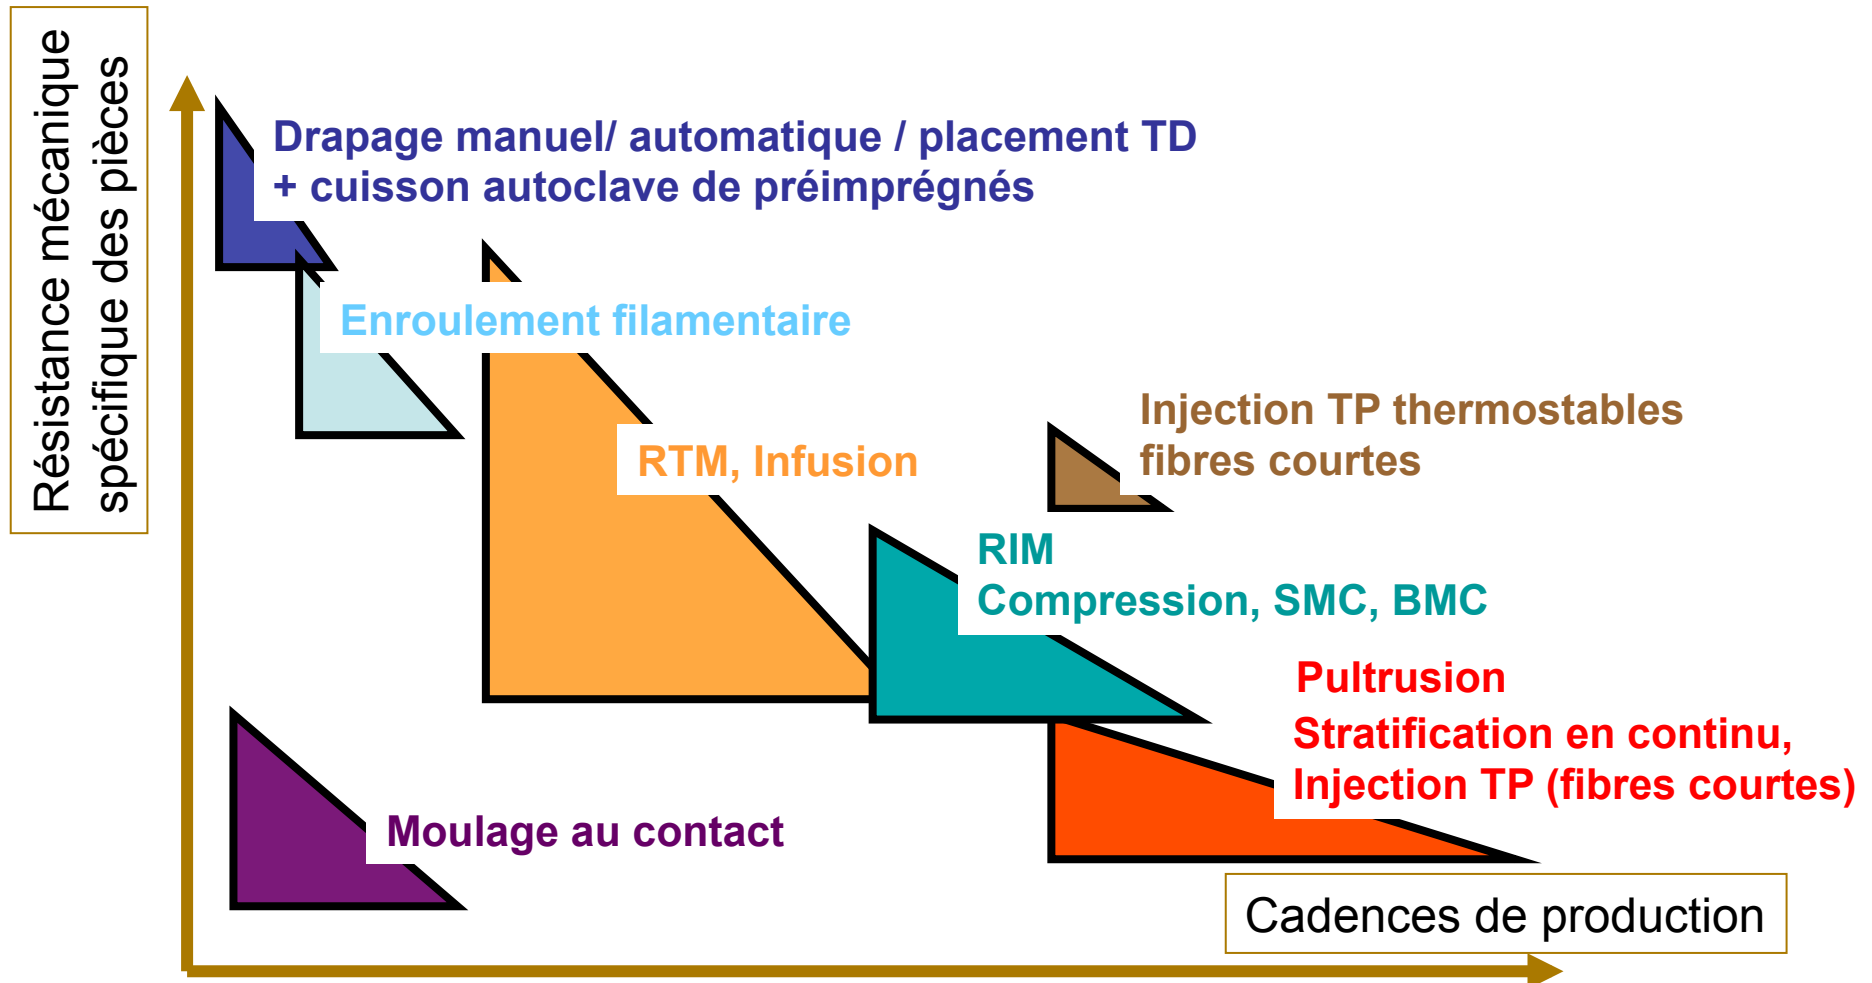 Résistance mécanique
spécifique des pièces
Drapage manuel/ automatique / placement TD
+ cuisson autoclave de préimprégnés
Enroulement filamentaire
RTM, Infusion
Injection TP thermostables
fibres courtes
RIM
Compression, SMC, BMC
Pultrusion
Stratification en continu,
Injection TP (fibres courtes)
Moulage au contact
Cadences de production